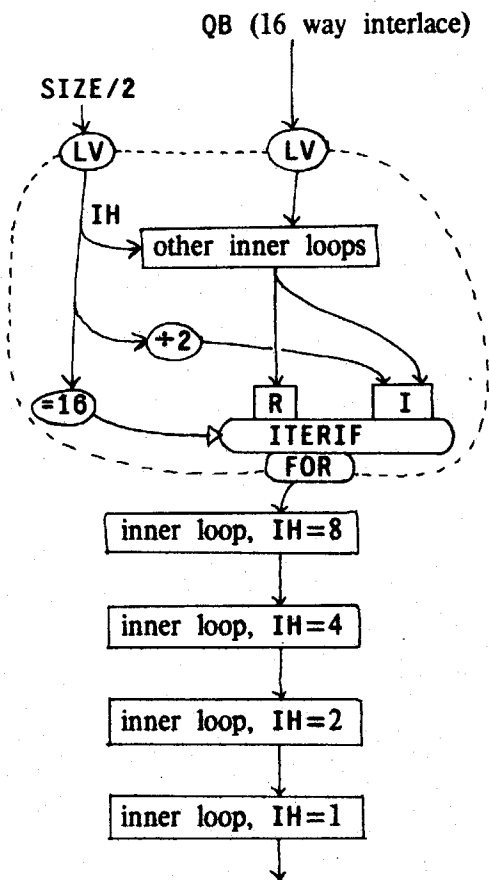 QB (16 way interlace)
SIZE/2
LV
LV
IH
other inner loops
÷2
=16
R
I
ITERIF
FOR
inner loop, IH=8
inner loop, IH=4
inner loop, IH=2
inner loop, IH=1